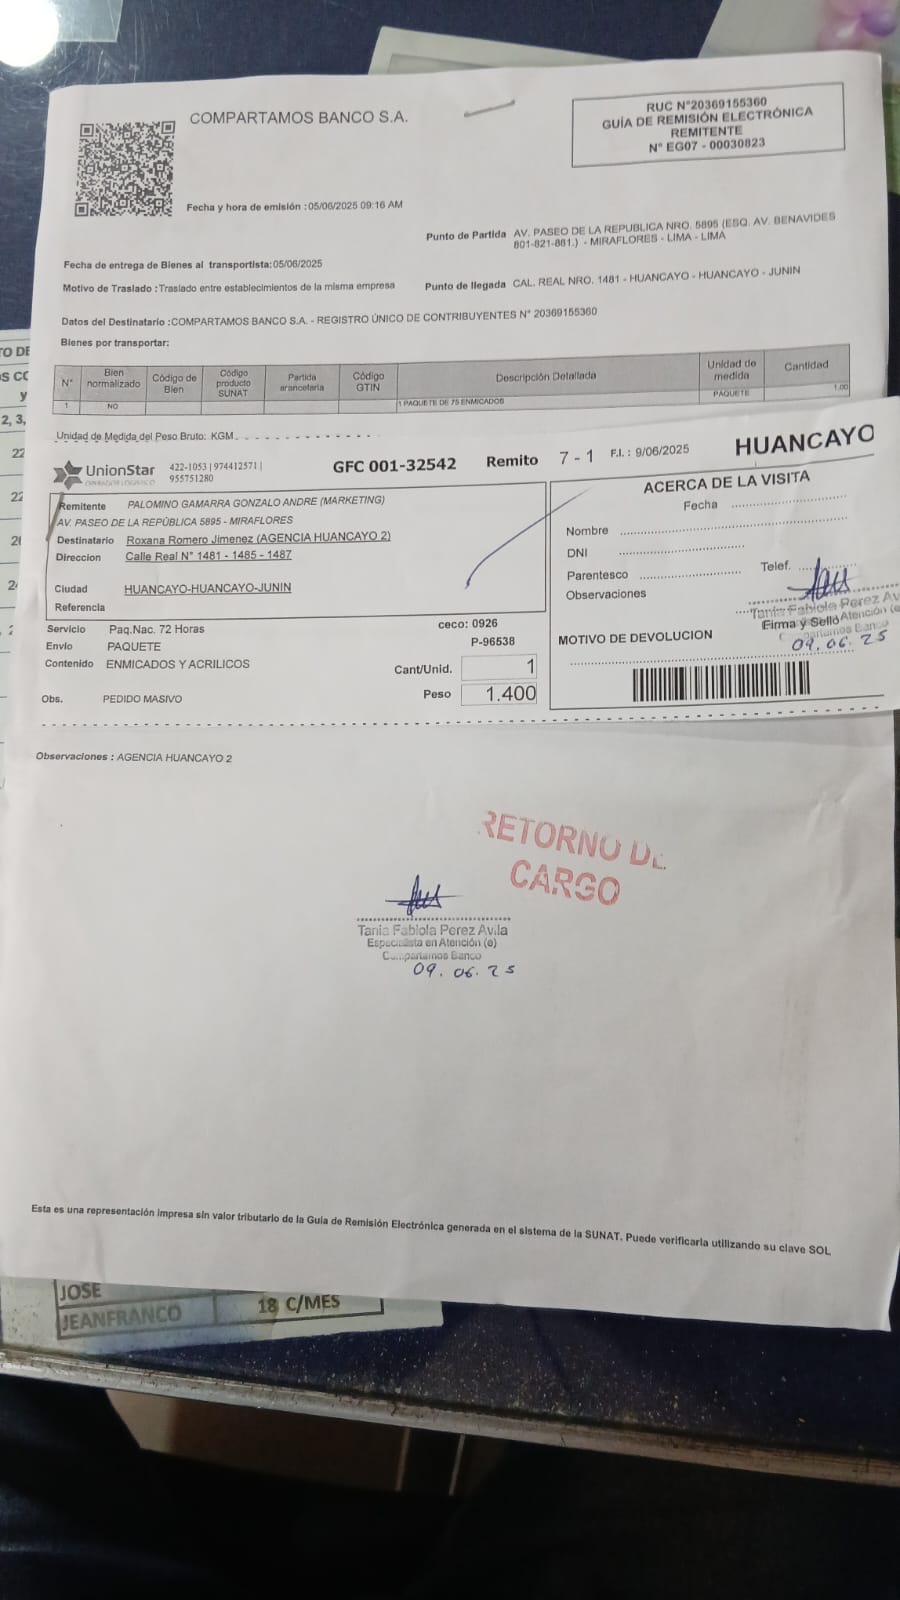 COMPARTAMOS BANCO S.A.
RUC N°20369155360
GUÍA DE REMISIÓN ELECTRÓNICA
REMITENTE
N° EG07 - 00030823
Fecha y hora de emisión :05/06/2025 09:16 AM
Punto de Partida AV. PASEO DE LA REPUBLICA NRO. 5895 (ESQ. AV. BENAVIDES
801-821-881.) - MIRAFLORES - LIMA - LIMA
Fecha de entrega de Bienes al transportista:05/06/2025
Motivo de Traslado :Traslado entre establecimientos de la misma empresa
Punto de llegada CAL. REAL NRO. 1481 - HUANCAYO - HUANCAYO - JUNIN
Datos del Destinatario :COMPARTAMOS BANCO S.A. - REGISTRO ÚNICO DE CONTRIBUYENTES N° 20369155360
Bienes por transportar:
N° Bien normalizado Código de Bien Código producto SUNAT Partida arancelaria Código GTIN Descripción Detallada Unidad de medida Cantidad
1 NO 1 PAQUETE DE 75 ENMICADOS PAQUETE 1.00
Unidad de Medida del Peso Bruto: KGM
UnionStar
422-1053 | 974412571 |
955751280
GFC 001-32542 Remito 7 - 1 F.I. : 9/06/2025 HUANCAYO
Remitente PALOMINO GAMARRA GONZALO ANDRE (MARKETING)
AV. PASEO DE LA REPÚBLICA 5895 - MIRAFLORES
Destinatario Roxana Romero Jimenez (AGENCIA HUANCAYO 2)
Direccion Calle Real N° 1481 - 1485 - 1487
Ciudad HUANCAYO-HUANCAYO-JUNIN
Referencia
Servicio Paq.Nac. 72 Horas
ceco: 0926
Envio PAQUETE
P-96538
Contenido ENMICADOS Y ACRILICOS
Cant/Unid. 1
Obs. PEDIDO MASIVO
Peso 1.400
ACERCA DE LA VISITA
Fecha
Nombre
DNI
Parentesco
Telef.
Observaciones
Tania Fabiola Perez Av
Firma y Sello Atención (e
Banco
09.06.25
MOTIVO DE DEVOLUCION
Observaciones : AGENCIA HUANCAYO 2
RETORNO DE
CARGO
Tania Fabiola Perez Avila
Especialista en Atención (e)
Compartamos Banco
09.06.25
Esta es una representación impresa sin valor tributario de la Guía de Remisión Electrónica generada en el sistema de la SUNAT. Puede verificarla utilizando su clave SOL
JOSE
JEANFRANCO 18 C/MES